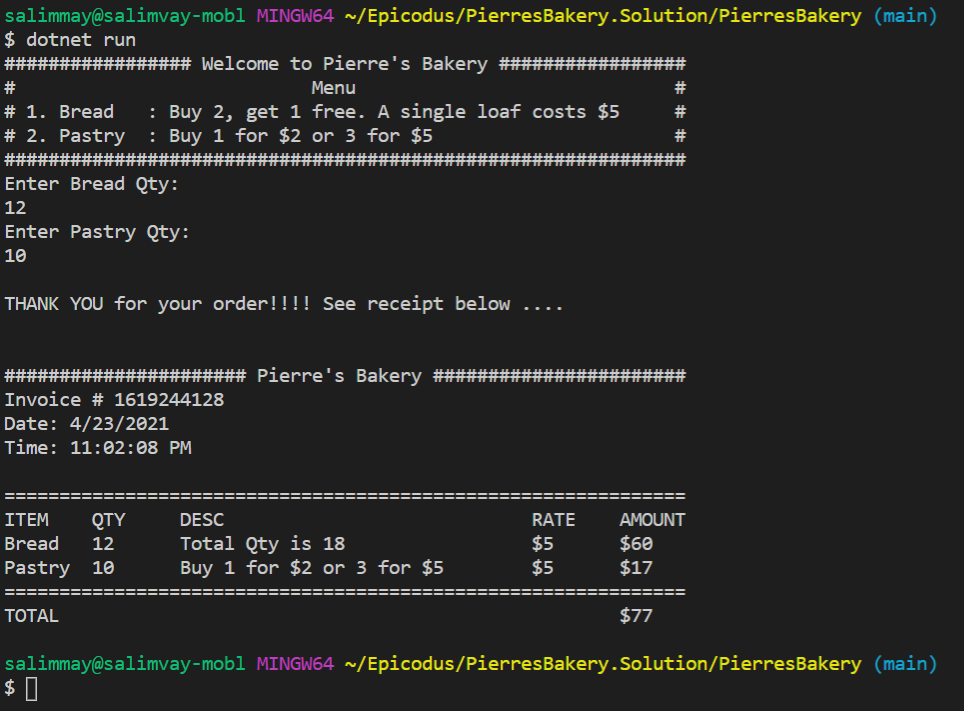 salimmay@salimvay-mobl MINGW64 ~/Epicodus/PierresBakery.Solution/PierresBakery (main)
$ dotnet run
################# Welcome to Pierre's Bakery #################
#                           Menu                             #
# 1. Bread   : Buy 2, get 1 free. A single loaf costs $5     #
# 2. Pastry  : Buy 1 for $2 or 3 for $5                      #
##############################################################
Enter Bread Qty:
12
Enter Pastry Qty:
10

THANK YOU for your order!!!! See receipt below ....


###################### Pierre's Bakery #######################
Invoice # 1619244128
Date: 4/23/2021
Time: 11:02:08 PM

==============================================================
ITEM    QTY     DESC                            RATE    AMOUNT
Bread   12      Total Qty is 18                 $5      $60
Pastry  10      Buy 1 for $2 or 3 for $5        $5      $17
==============================================================
TOTAL                                                   $77

salimmay@salimvay-mobl MINGW64 ~/Epicodus/PierresBakery.Solution/PierresBakery (main)
$